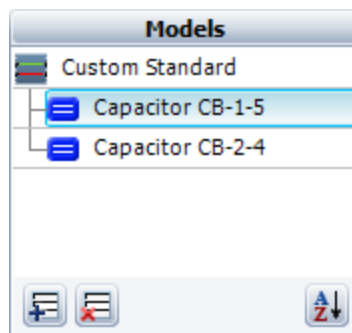 Models
Custom Standard
Capacitor CB-1-5
Capacitor CB-2-4
A
Z